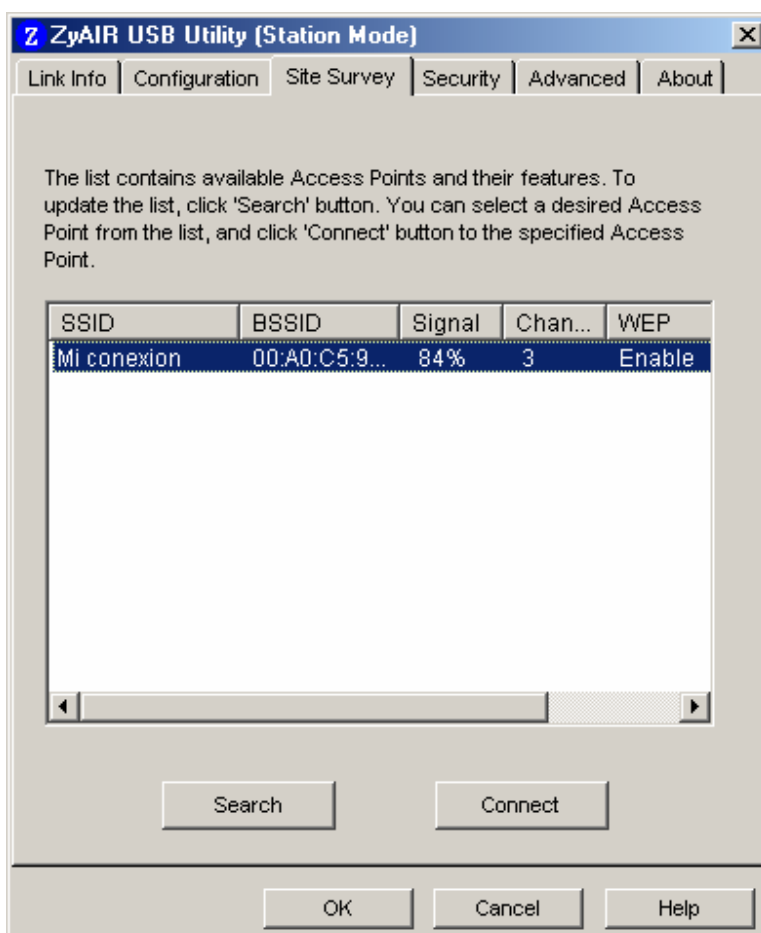 Z ZyAIR USB Utility (Station Mode)
Link Info Configuration Site Survey Security Advanced About
The list contains available Access Points and their features. To
update the list, click 'Search' button. You can select a desired Access
Point from the list, and click 'Connect' button to the specified Access
Point.
SSID BSSID Signal Chan... WEP
Mi conexion 00:A0:C5:9... 84% 3 Enable
Search Connect
OK Cancel Help